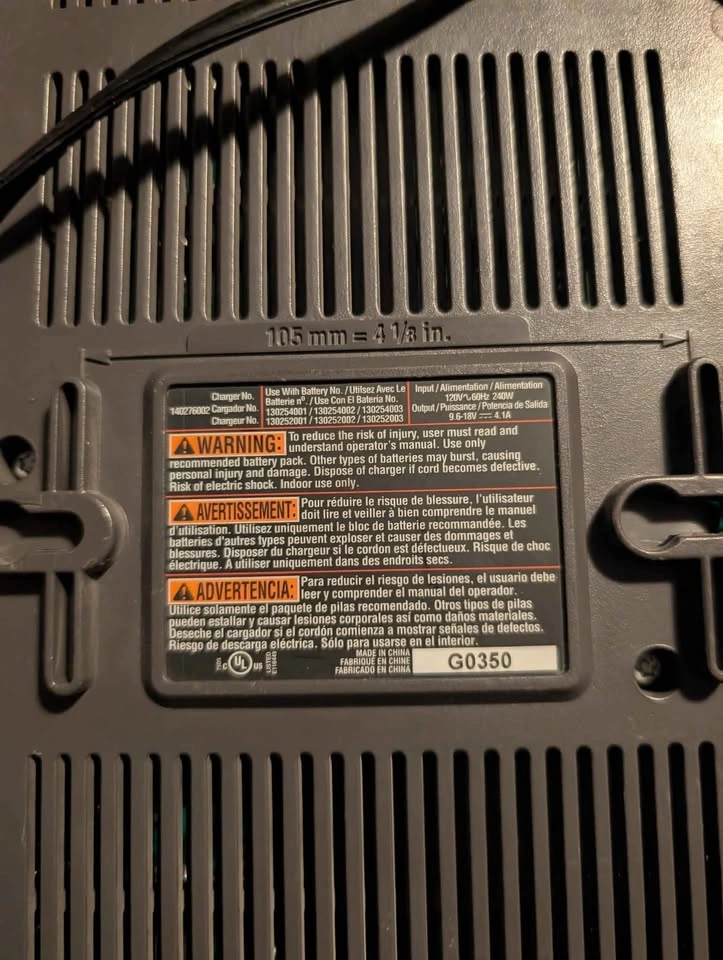 105 mm = 4 1/8 in.
Charger No.
140276002 Cargador No.
Chargeur No.
Use With Battery No. / Utilsez Avec Le
Batterie nº. / Use Con El Bateria No.
130254001 / 130254002 / 130254003
130252001 / 130252002 / 130252003
Input / Alimentation / Alimentation
120V∿60Hz 240W
Output / Puissance / Potencia de Salida
9.6-18V ⎓ 4.1A
WARNING: To reduce the risk of injury, user must read and
understand operator's manual. Use only
recommended battery pack. Other types of batteries may burst, causing
personal injury and damage. Dispose of charger if cord becomes defective.
Risk of electric shock. Indoor use only.
AVERTISSEMENT: Pour réduire le risque de blessure, l'utilisateur
doit lire et veiller à bien comprendre le manuel
d'utilisation. Utilisez uniquement le bloc de batterie recommandée. Les
batteries d'autres types peuvent exploser et causer des dommages et
blessures. Disposer du chargeur si le cordon est défectueux. Risque de choc
électrique. A utiliser uniquement dans des endroits secs.
ADVERTENCIA: Para reducir el riesgo de lesiones, el usuario debe
leer y comprender el manual del operador.
Utilice solamente el paquete de pilas recomendado. Otros tipos de pilas
pueden estallar y causar lesiones corporales así como daños materiales.
Deseche el cargador si el cordón comienza a mostrar señales de defectos.
Riesgo de descarga eléctrica. Sólo para usarse en el interior.
C UL US
LISTED
MADE IN CHINA
FABRIQUÉ EN CHINE
FABRICADO EN CHINA
G0350